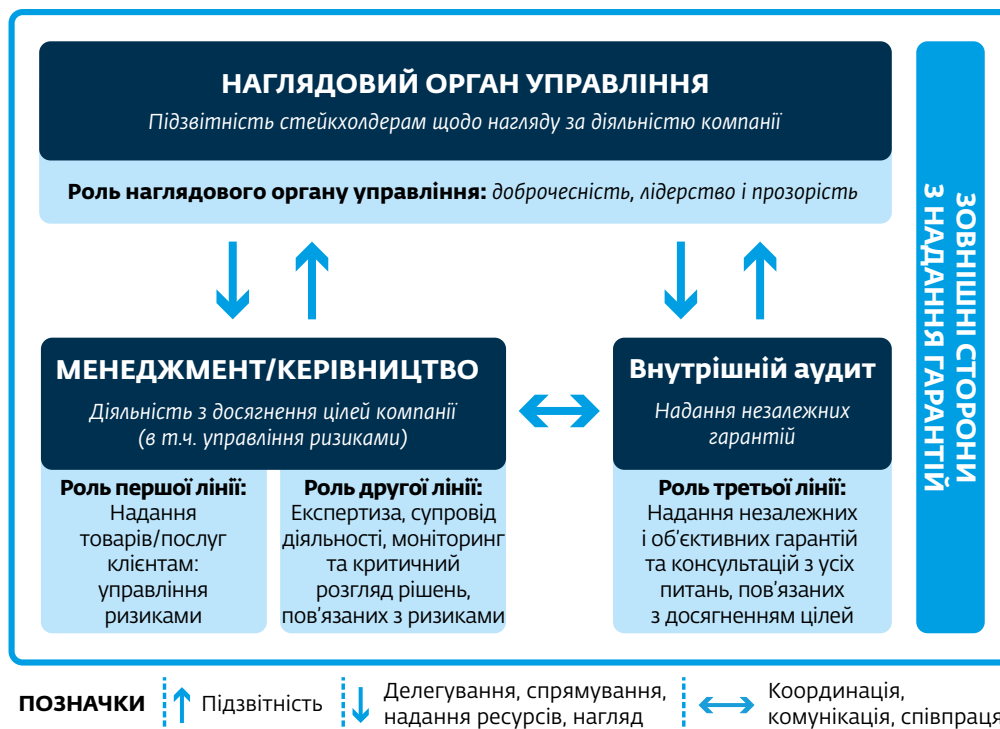 НАГЛЯДОВИЙ ОРГАН УПРАВЛІННЯ
Підзвітність стейкхолдерам щодо нагляду за діяльністю компанії
Роль наглядового органу управління: доброчесність, лідерство і прозорість
МЕНЕДЖМЕНТ/КЕРІВНИЦТВО
Діяльність з досягнення цілей компанії
(в т.ч. управління ризиками)
Роль першої лінії:
Надання
товарів/послуг
клієнтам:
управління
ризиками
Роль другої лінії:
Експертиза, супровід
діяльності, моніторинг
та критичний
розгляд рішень,
пов’язаних з ризиками
Внутрішній аудит
Надання незалежних
гарантій
Роль третьої лінії:
Надання незалежних
і об’єктивних гарантій
та консультацій з усіх
питань, пов’язаних
з досягненням цілей
ЗОВНІШНІ СТОРОНИ
З НАДАННЯ ГАРАНТІЙ
ПОЗНАЧКИ
Підзвітність
Делегування, спрямування,
надання ресурсів, нагляд
Координація,
комунікація, співпраця